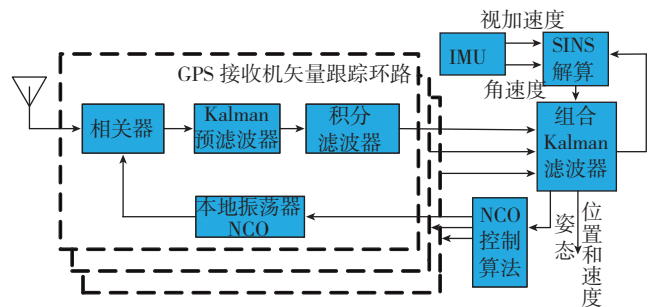 视加速度
IMU
SINS
解算
角速度
GPS 接收机矢量跟踪环路
相关器
Kalman
预滤波器
积分
滤波器
组合
Kalman
滤波器
本地振荡器
NCO
NCO
控制
算法
姿态
位置和速度